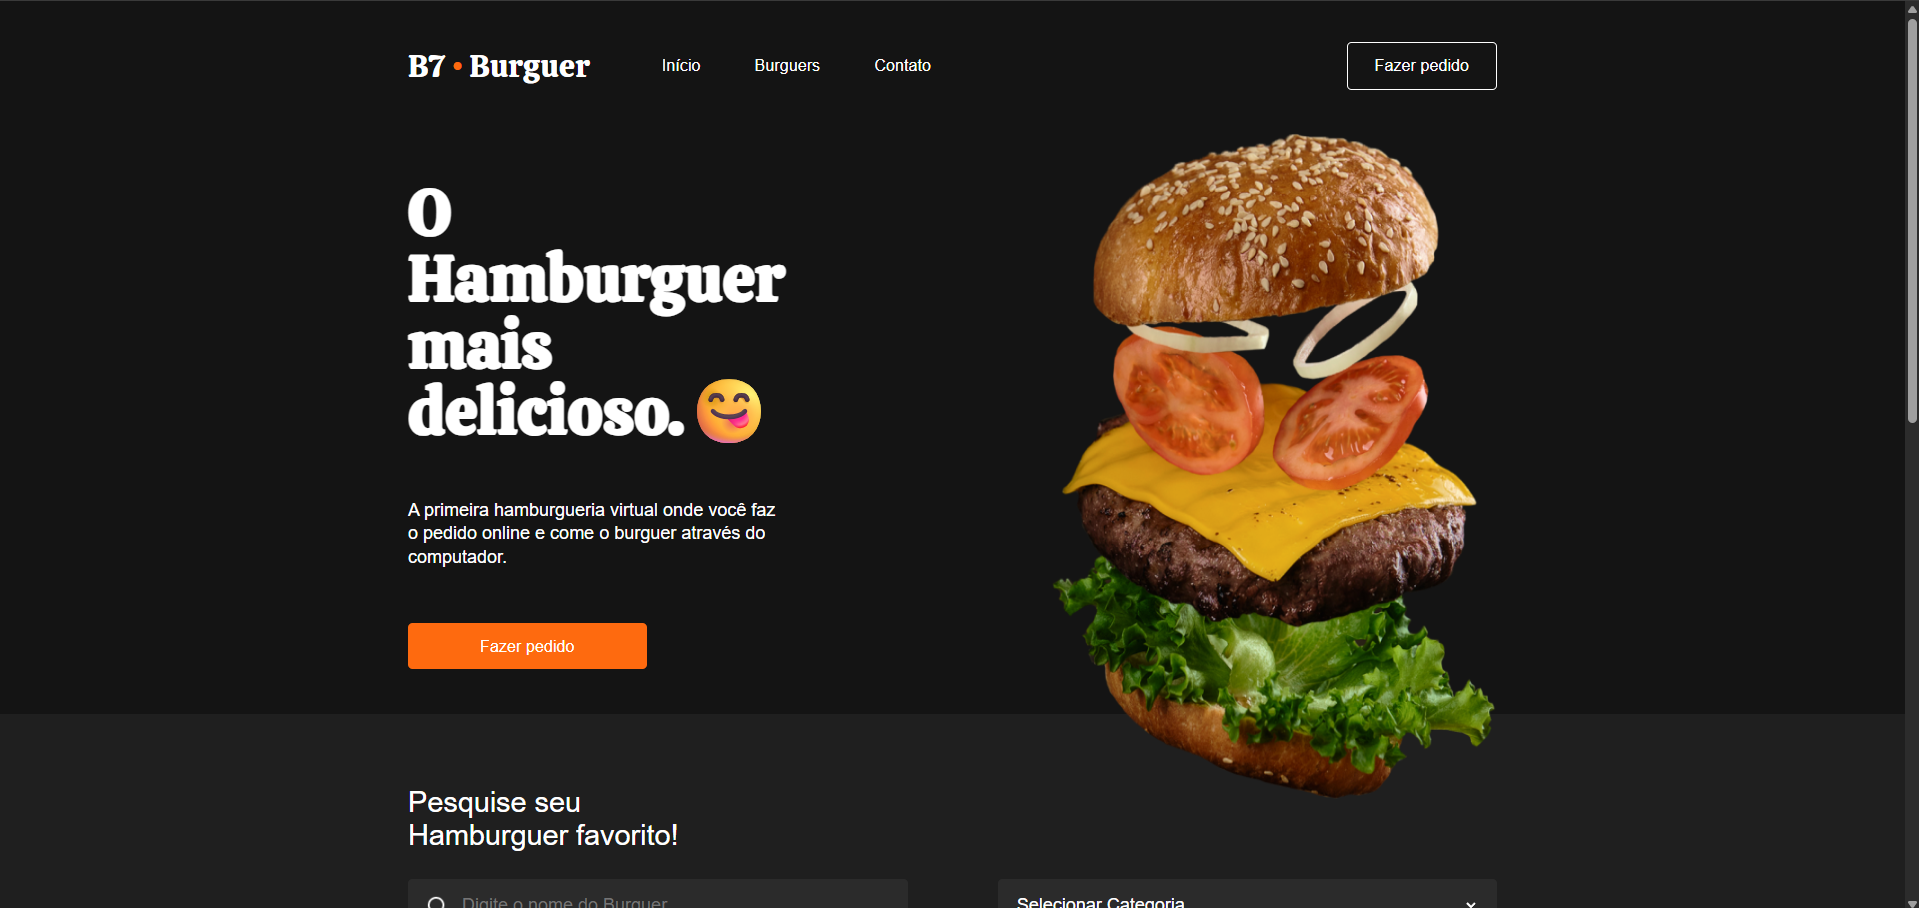 B7 • Burguer
Início
Burguers
Contato
Fazer pedido
O
Hamburguer
mais
delicioso. 😋
A primeira hamburgueria virtual onde você faz
o pedido online e come o burguer através do
computador.
Fazer pedido
Pesquise seu
Hamburguer favorito!
Digite o nome do Burguer
Selecionar Categoria